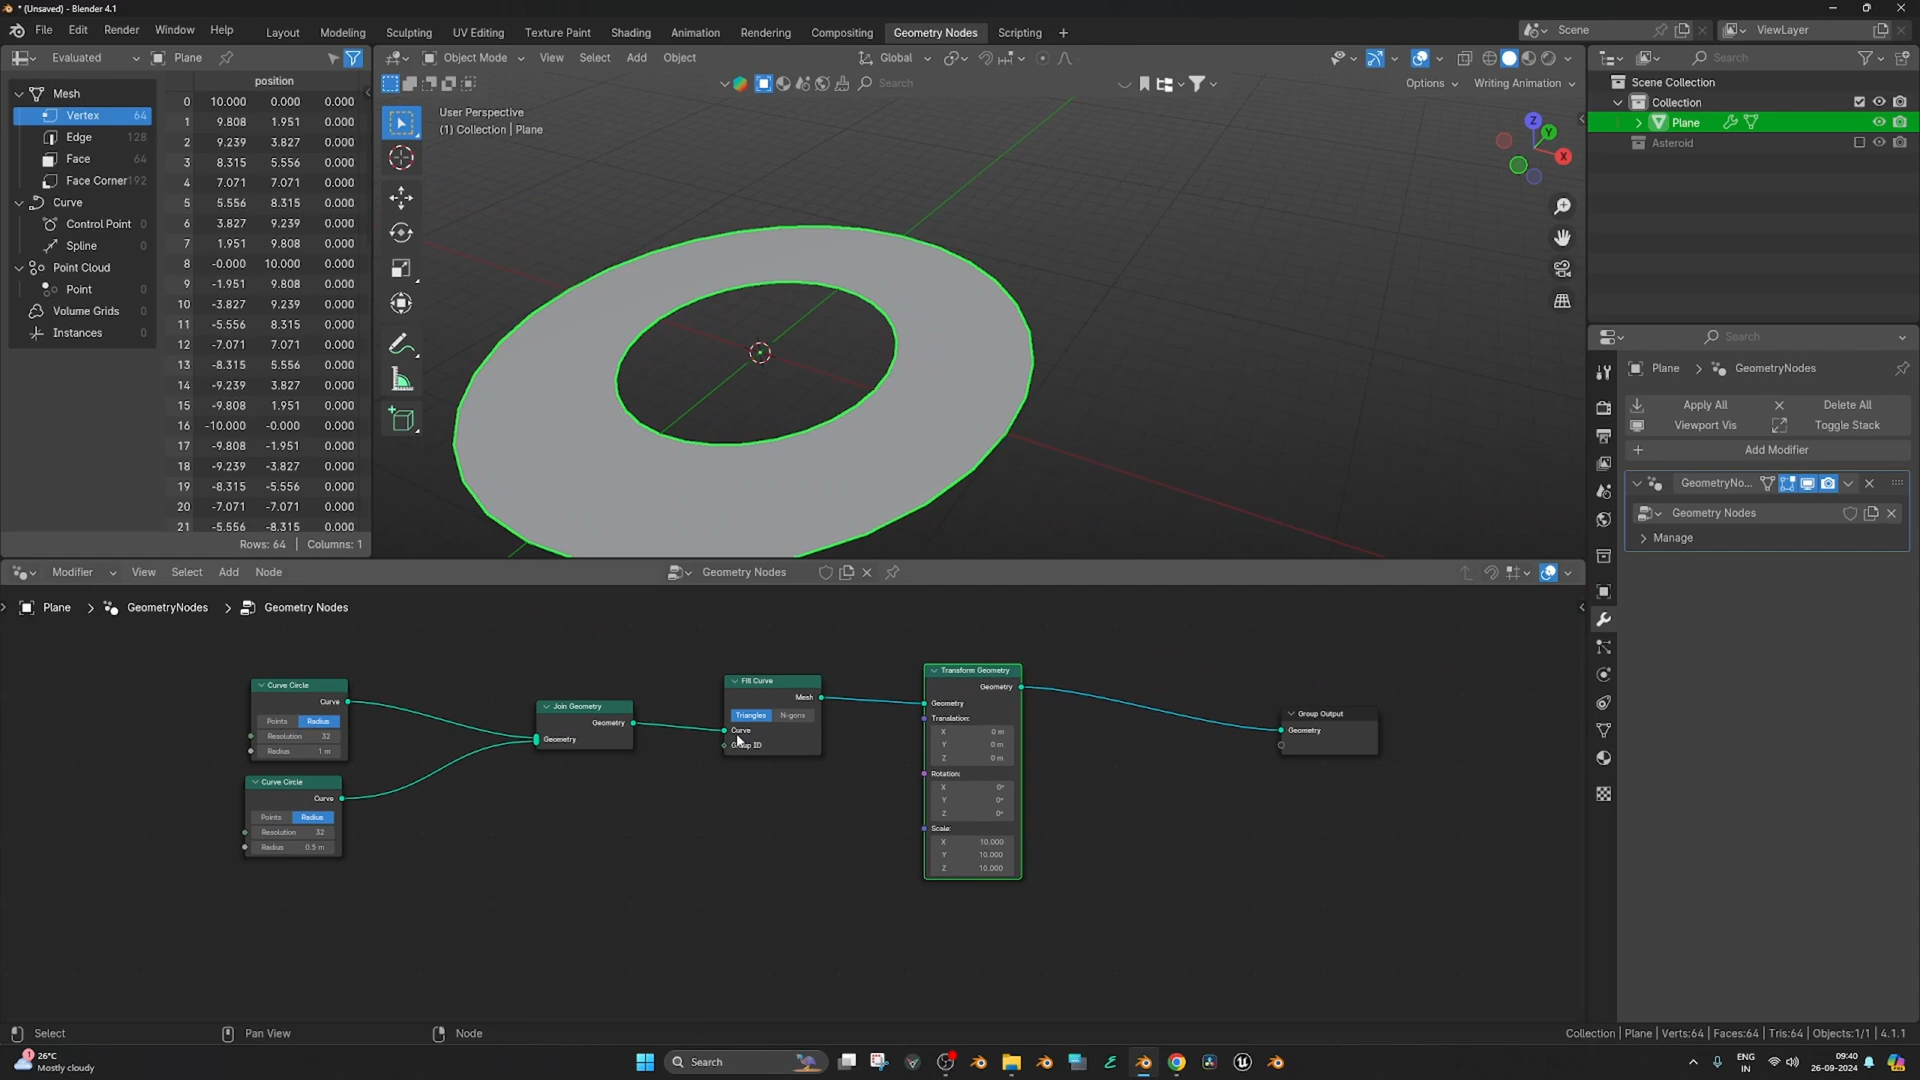 * (Unsaved) - Blender 4.1
File Edit Render Window Help Layout Modeling Sculpting UV Editing Texture Paint Shading Animation Rendering Compositing Geometry Nodes Scripting + Scene ViewLayer
Evaluated Plane Object Mode View Select Add Object Global Search
Search Options Writing Animation
position
Mesh
Vertex 64
Edge 128
Face 64
Face Corner 192
Curve
Control Point 0
Spline 0
Point Cloud
Point 0
Volume Grids 0
Instances 0
0 10.000 0.000 0.000
1 9.808 1.951 0.000
2 9.239 3.827 0.000
3 8.315 5.556 0.000
4 7.071 7.071 0.000
5 5.556 8.315 0.000
6 3.827 9.239 0.000
7 1.951 9.808 0.000
8 -0.000 10.000 0.000
9 -1.951 9.808 0.000
10 -3.827 9.239 0.000
11 -5.556 8.315 0.000
12 -7.071 7.071 0.000
13 -8.315 5.556 0.000
14 -9.239 3.827 0.000
15 -9.808 1.951 0.000
16 -10.000 -0.000 0.000
17 -9.808 -1.951 0.000
18 -9.239 -3.827 0.000
19 -8.315 -5.556 0.000
20 -7.071 -7.071 0.000
21 -5.556 -8.315 0.000
Rows: 64 | Columns: 1
User Perspective
(1) Collection | Plane
Z
Y
X
Scene Collection
Collection
Plane
Asteroid
Search
Plane > GeometryNodes
Apply All Delete All
Viewport Vis Toggle Stack
Add Modifier
GeometryNo...
Geometry Nodes
Manage
Modifier View Select Add Node Geometry Nodes
Plane > GeometryNodes > Geometry Nodes
Curve Circle
Curve
Points Radius
Resolution 32
Radius 1 m
Curve Circle
Curve
Points Radius
Resolution 32
Radius 0.5 m
Join Geometry
Geometry
Geometry
Fill Curve
Mesh
Triangles N-gons
Curve
Group ID
Transform Geometry
Geometry
Geometry
Translation:
X 0 m
Y 0 m
Z 0 m
Rotation:
X 0°
Y 0°
Z 0°
Scale:
X 10.000
Y 10.000
Z 10.000
Group Output
Geometry
Select Pan View Node Collection | Plane | Verts:64 | Faces:64 | Tris:64 | Objects:1/1 | 4.1.1
1
26°C
Mostly cloudy
Search
ENG
IN
09:40
26-09-2024